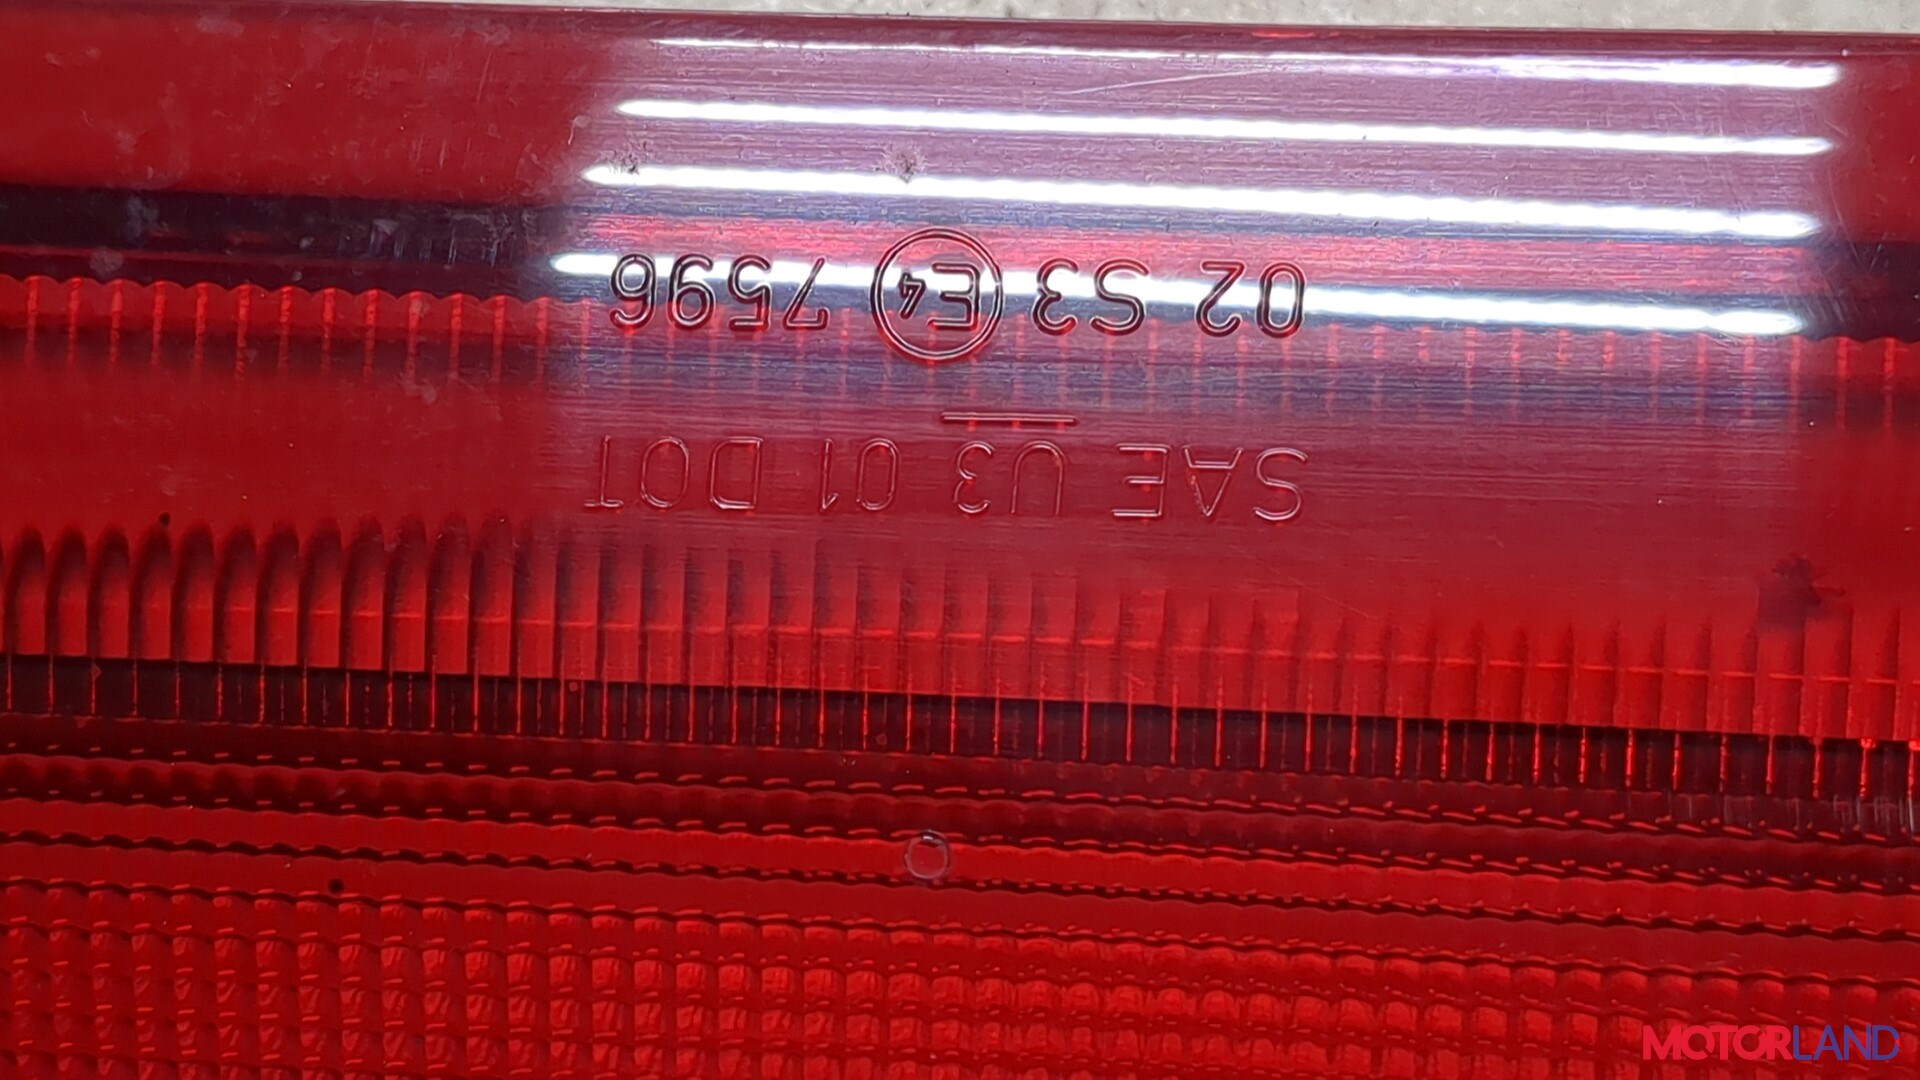 SAE U3 01 DOT
02 S3 E4 7596
MOTORLAND